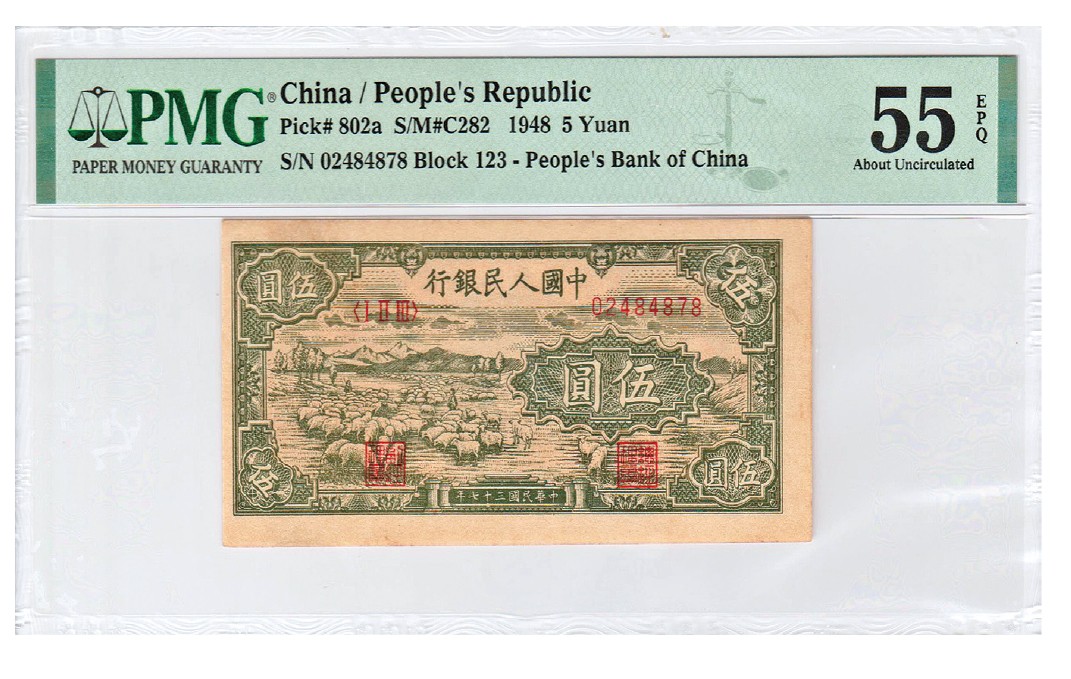 PMG®
PAPER MONEY GUARANTY
China / People's Republic
Pick# 802a S/M#C282 1948 5 Yuan
S/N 02484878 Block 123 - People's Bank of China
55
EPQ
About Uncirculated
行銀民人國中
圓伍
伍
〈I II III〉
02484878
圓伍
伍
圓伍
年七十三國民華中